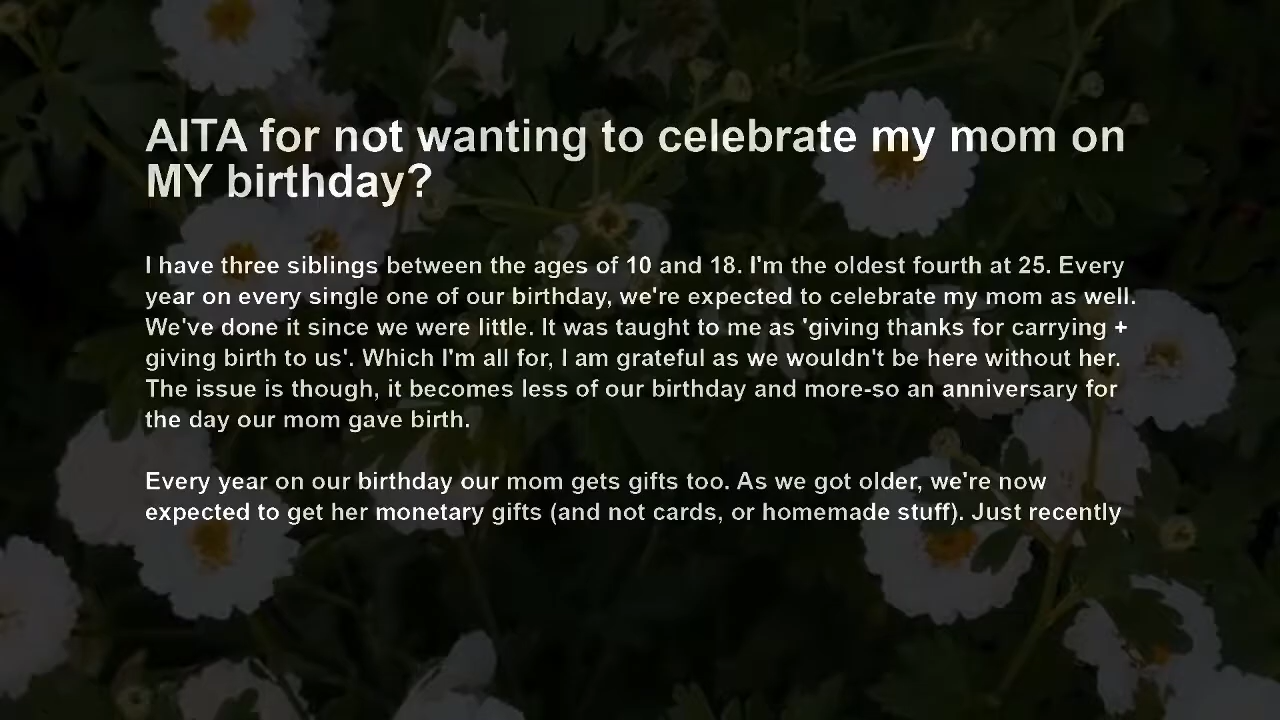 AITA for not wanting to celebrate my mom on
MY birthday?
I have three siblings between the ages of 10 and 18. I'm the oldest fourth at 25. Every
year on every single one of our birthday, we're expected to celebrate my mom as well.
We've done it since we were little. It was taught to me as 'giving thanks for carrying +
giving birth to us'. Which I'm all for, I am grateful as we wouldn't be here without her.
The issue is though, it becomes less of our birthday and more-so an anniversary for
the day our mom gave birth.
Every year on our birthday our mom gets gifts too. As we got older, we're now
expected to get her monetary gifts (and not cards, or homemade stuff). Just recently